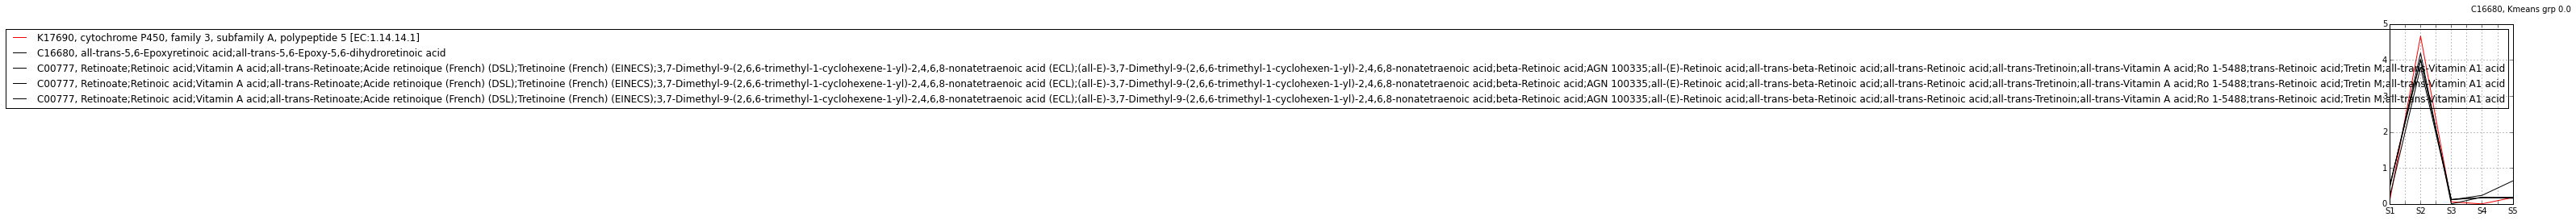 C16680, Kmeans grp 0.0
K17690, cytochrome P450, family 3, subfamily A, polypeptide 5 [EC:1.14.14.1]
C16680, all-trans-5,6-Epoxyretinoic acid;all-trans-5,6-Epoxy-5,6-dihydroretinoic acid
C00777, Retinoate;Retinoic acid;Vitamin A acid;all-trans-Retinoate;Acide retinoique (French) (DSL);Tretinoine (French) (EINECS);3,7-Dimethyl-9-(2,6,6-trimethyl-1-cyclohexene-1-yl)-2,4,6,8-nonatetraenoic acid (ECL);(all-E)-3,7-Dimethyl-9-(2,6,6-trimethyl-1-cyclohexen-1-yl)-2,4,6,8-nonatetraenoic acid;beta-Retinoic acid;AGN 100335;all-(E)-Retinoic acid;all-trans-beta-Retinoic acid;all-trans-Retinoic acid;all-trans-Tretinoin;all-trans-Vitamin A acid;Ro 1-5488;trans-Retinoic acid;Tretin M;all-trans-Vitamin A1 acid
C00777, Retinoate;Retinoic acid;Vitamin A acid;all-trans-Retinoate;Acide retinoique (French) (DSL);Tretinoine (French) (EINECS);3,7-Dimethyl-9-(2,6,6-trimethyl-1-cyclohexene-1-yl)-2,4,6,8-nonatetraenoic acid (ECL);(all-E)-3,7-Dimethyl-9-(2,6,6-trimethyl-1-cyclohexen-1-yl)-2,4,6,8-nonatetraenoic acid;beta-Retinoic acid;AGN 100335;all-(E)-Retinoic acid;all-trans-beta-Retinoic acid;all-trans-Retinoic acid;all-trans-Tretinoin;all-trans-Vitamin A acid;Ro 1-5488;trans-Retinoic acid;Tretin M;all-trans-Vitamin A1 acid
C00777, Retinoate;Retinoic acid;Vitamin A acid;all-trans-Retinoate;Acide retinoique (French) (DSL);Tretinoine (French) (EINECS);3,7-Dimethyl-9-(2,6,6-trimethyl-1-cyclohexene-1-yl)-2,4,6,8-nonatetraenoic acid (ECL);(all-E)-3,7-Dimethyl-9-(2,6,6-trimethyl-1-cyclohexen-1-yl)-2,4,6,8-nonatetraenoic acid;beta-Retinoic acid;AGN 100335;all-(E)-Retinoic acid;all-trans-beta-Retinoic acid;all-trans-Retinoic acid;all-trans-Tretinoin;all-trans-Vitamin A acid;Ro 1-5488;trans-Retinoic acid;Tretin M;all-trans-Vitamin A1 acid
5
4
3
2
1
0
S1 S2 S3 S4 S5